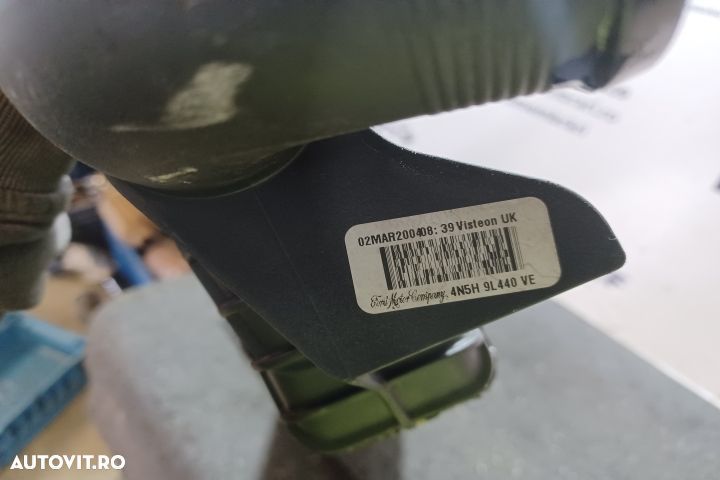 02MAR200408: 39 Visteon UK
Ford Motor Company, 4N5H 9L440 VE
AUTOVIT.RO